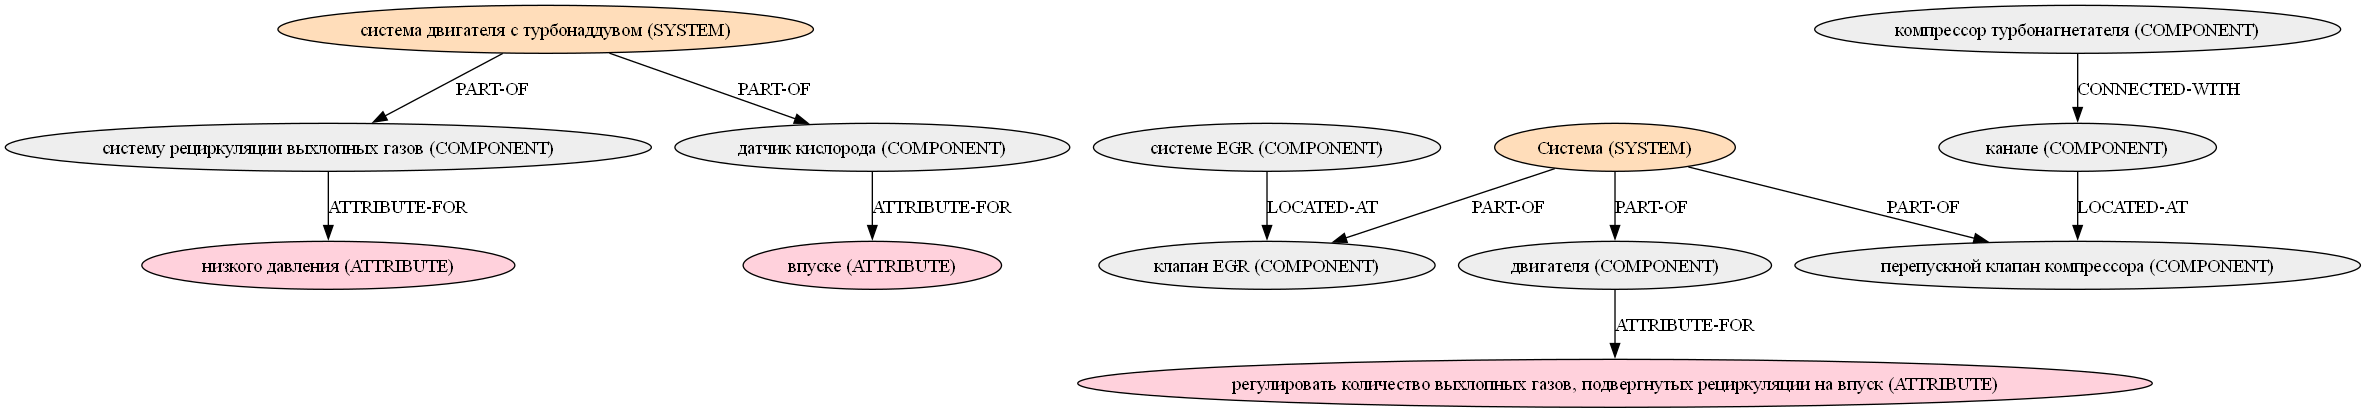 система двигателя с турбонаддувом (SYSTEM)
компрессор турбонагнетателя (COMPONENT)
PART-OF
PART-OF
CONNECTED-WITH
систему рециркуляции выхлопных газов (COMPONENT)
датчик кислорода (COMPONENT)
системе EGR (COMPONENT)
Система (SYSTEM)
канале (COMPONENT)
ATTRIBUTE-FOR
ATTRIBUTE-FOR
LOCATED-AT
PART-OF
PART-OF
PART-OF
LOCATED-AT
низкого давления (ATTRIBUTE)
впуске (ATTRIBUTE)
клапан EGR (COMPONENT)
двигателя (COMPONENT)
перепускной клапан компрессора (COMPONENT)
ATTRIBUTE-FOR
регулировать количество выхлопных газов, подвергнутых рециркуляции на впуск (ATTRIBUTE)